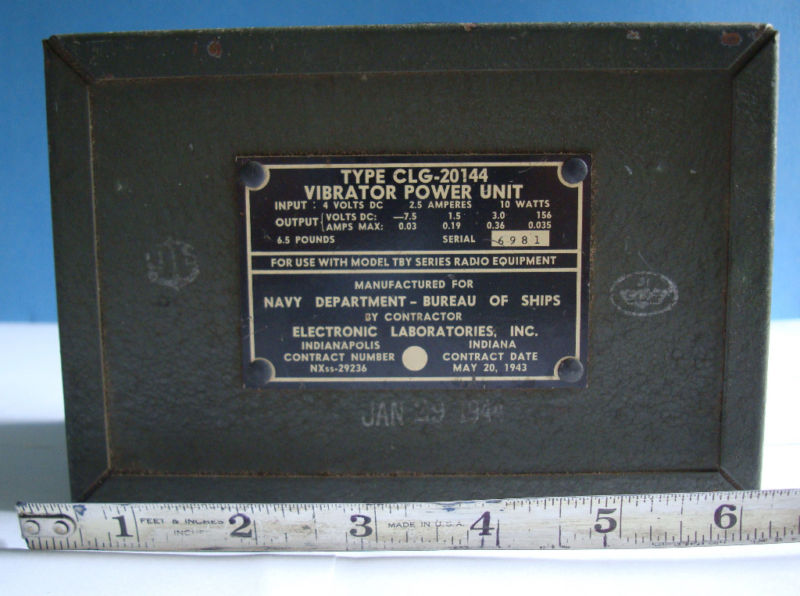 TYPE CLG-20144
VIBRATOR POWER UNIT
INPUT: 4 VOLTS DC 2.5 AMPERES 10 WATTS
OUTPUT { VOLTS DC: -7.5 1.5 3.0 156
AMPS MAX: 0.03 0.19 0.36 0.035
6.5 POUNDS SERIAL 6981
FOR USE WITH MODEL TBY SERIES RADIO EQUIPMENT
MANUFACTURED FOR
NAVY DEPARTMENT - BUREAU OF SHIPS
BY CONTRACTOR
ELECTRONIC LABORATORIES, INC.
INDIANAPOLIS INDIANA
CONTRACT NUMBER CONTRACT DATE
NXss-29236 MAY 20, 1943
JAN 29 1944
1 FEET & INCHES 2 3 MADE IN U.S.A. 4 5 6